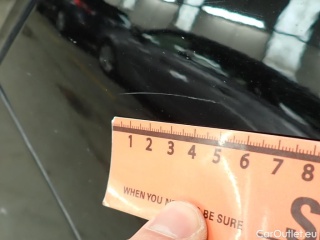 1 2 3 4 5 6 7 8
WHEN YOU N BE SURE
S
CarOutlet.eu